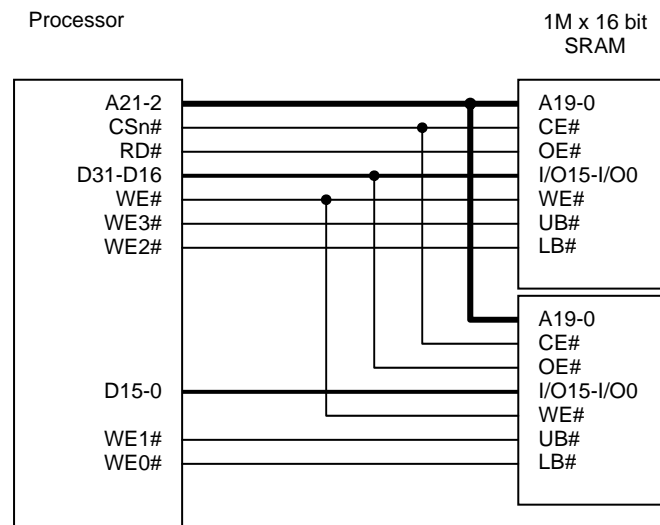 Processor
1M x 16 bit
SRAM
A21-2
CSn#
RD#
D31-D16
WE#
WE3#
WE2#
D15-0
WE1#
WE0#
A19-0
CE#
OE#
I/O15-I/O0
WE#
UB#
LB#
A19-0
CE#
OE#
I/O15-I/O0
WE#
UB#
LB#